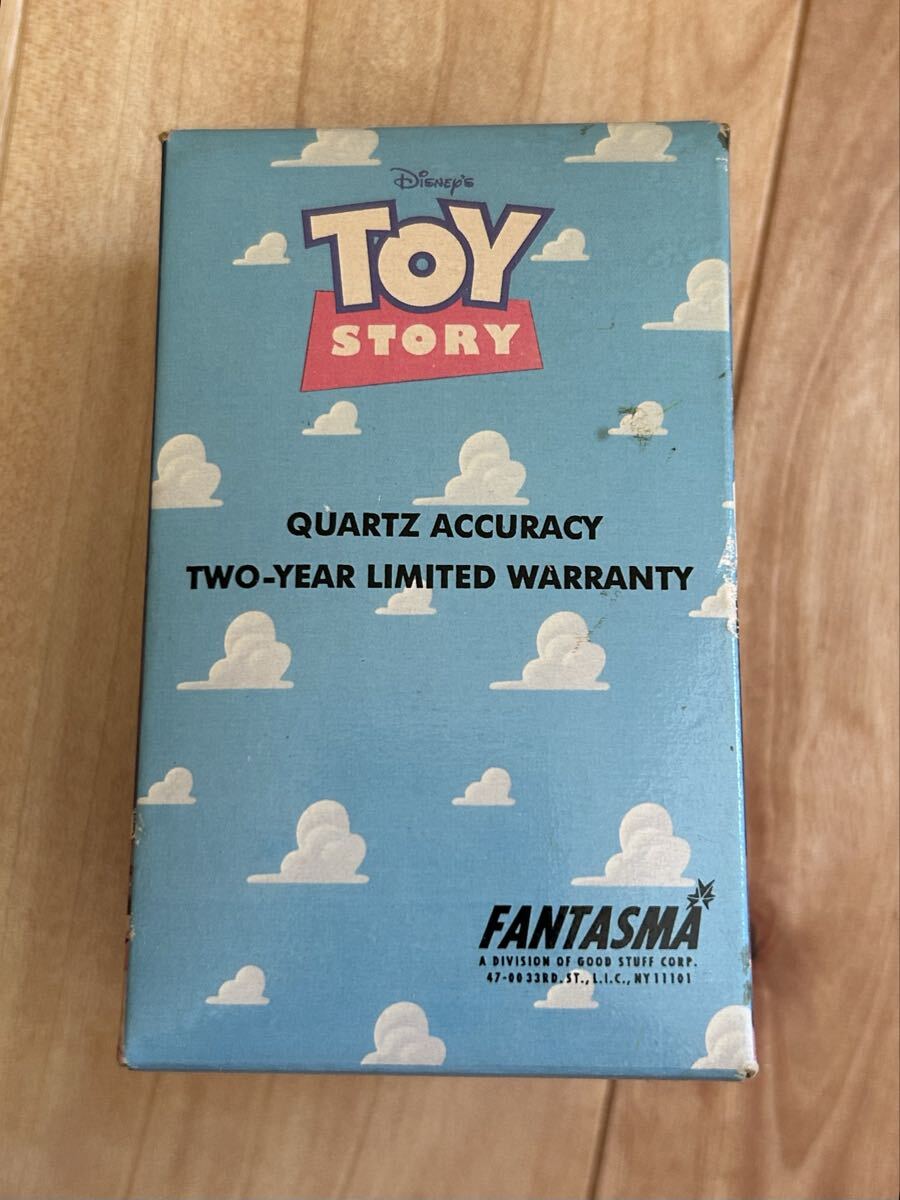 DISNEY'S
TOY
STORY
QUARTZ ACCURACY
TWO-YEAR LIMITED WARRANTY
FANTASMA
A DIVISION OF GOOD STUFF CORP.
47-00 33RD. ST., L.I.C., NY 11101